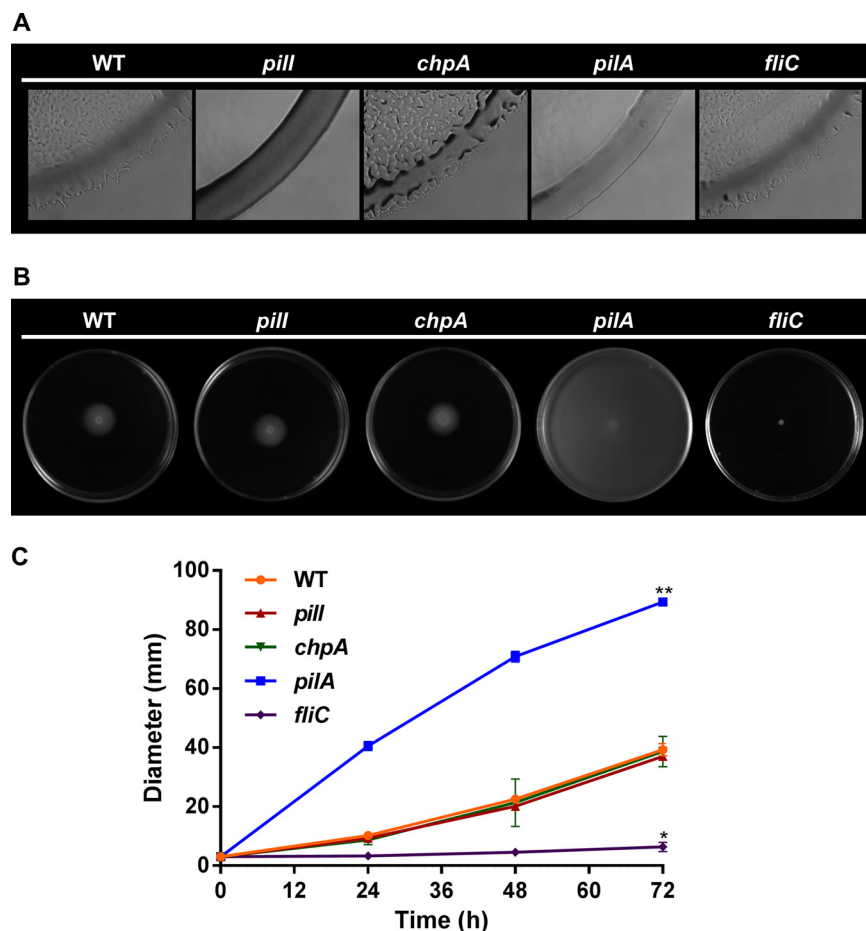 A
WT pilI chpA pilA fliC
B
WT pilI chpA pilA fliC
C
100
80
60
40
20
0
Diameter (mm)
WT
pilI
chpA
pilA
fliC
**
*
0 12 24 36 48 60 72
Time (h)